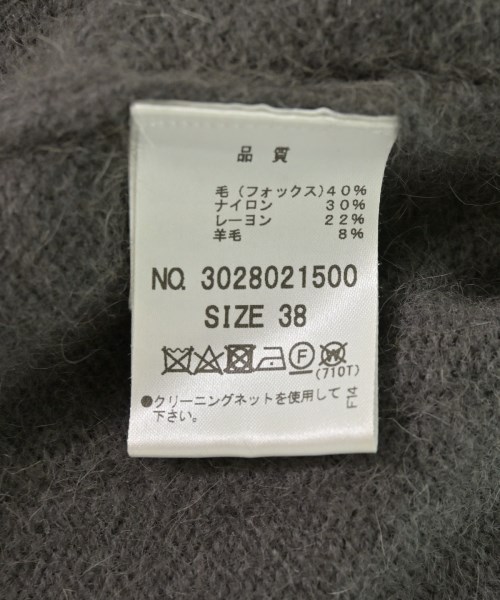 品 質
毛(フォックス)40%
ナイロン 30%
レーヨン 22%
羊毛 8%
NO. 3028021500
SIZE 38
F W
(710T)
●クリーニングネットを使用して
下さい。
F14